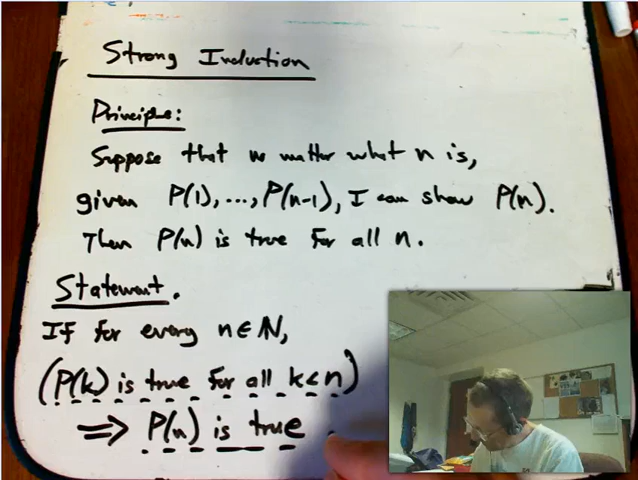 Strong Induction
Principle:
Suppose that no matter what n is,
given P(1), ..., P(n-1), I can show P(n).
Then P(n) is true for all n.
Statement.
If for every n∈ℕ,
(P(k) is true for all k<n)
⇒ P(n) is true